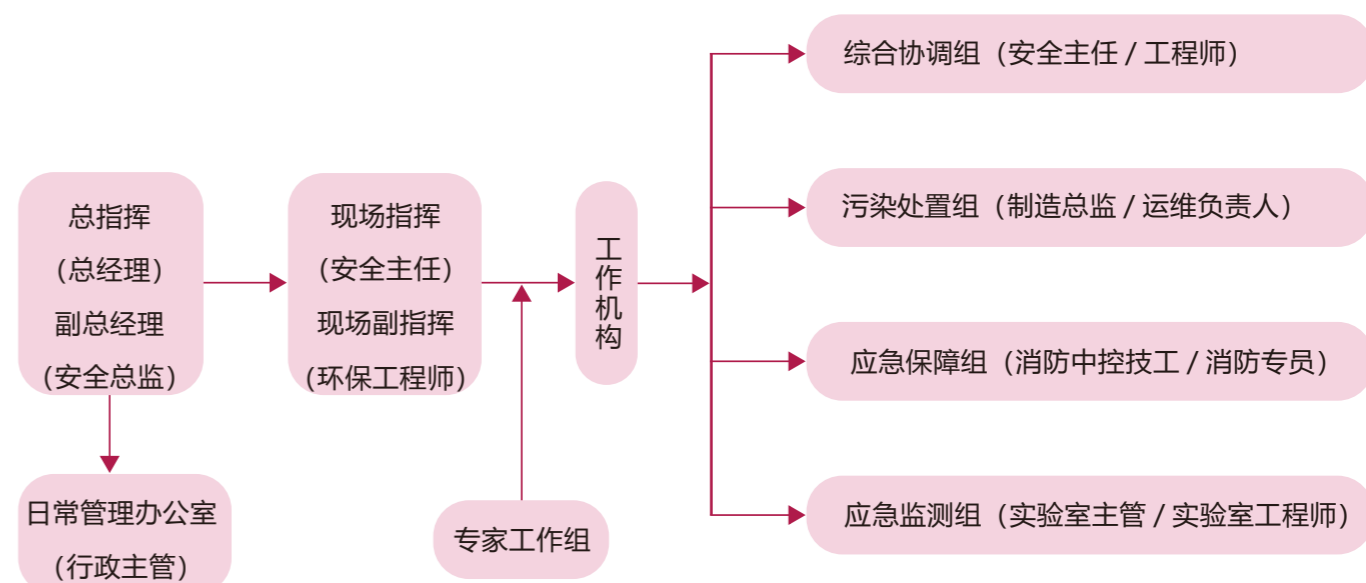 总指挥
（总经理）
副总经理
（安全总监）
日常管理办公室
（行政主管）
现场指挥
（安全主任）
现场副指挥
（环保工程师）
专家工作组
工作机构
综合协调组（安全主任 / 工程师）
污染处置组（制造总监 / 运维负责人）
应急保障组（消防中控技工 / 消防专员）
应急监测组（实验室主管 / 实验室工程师）